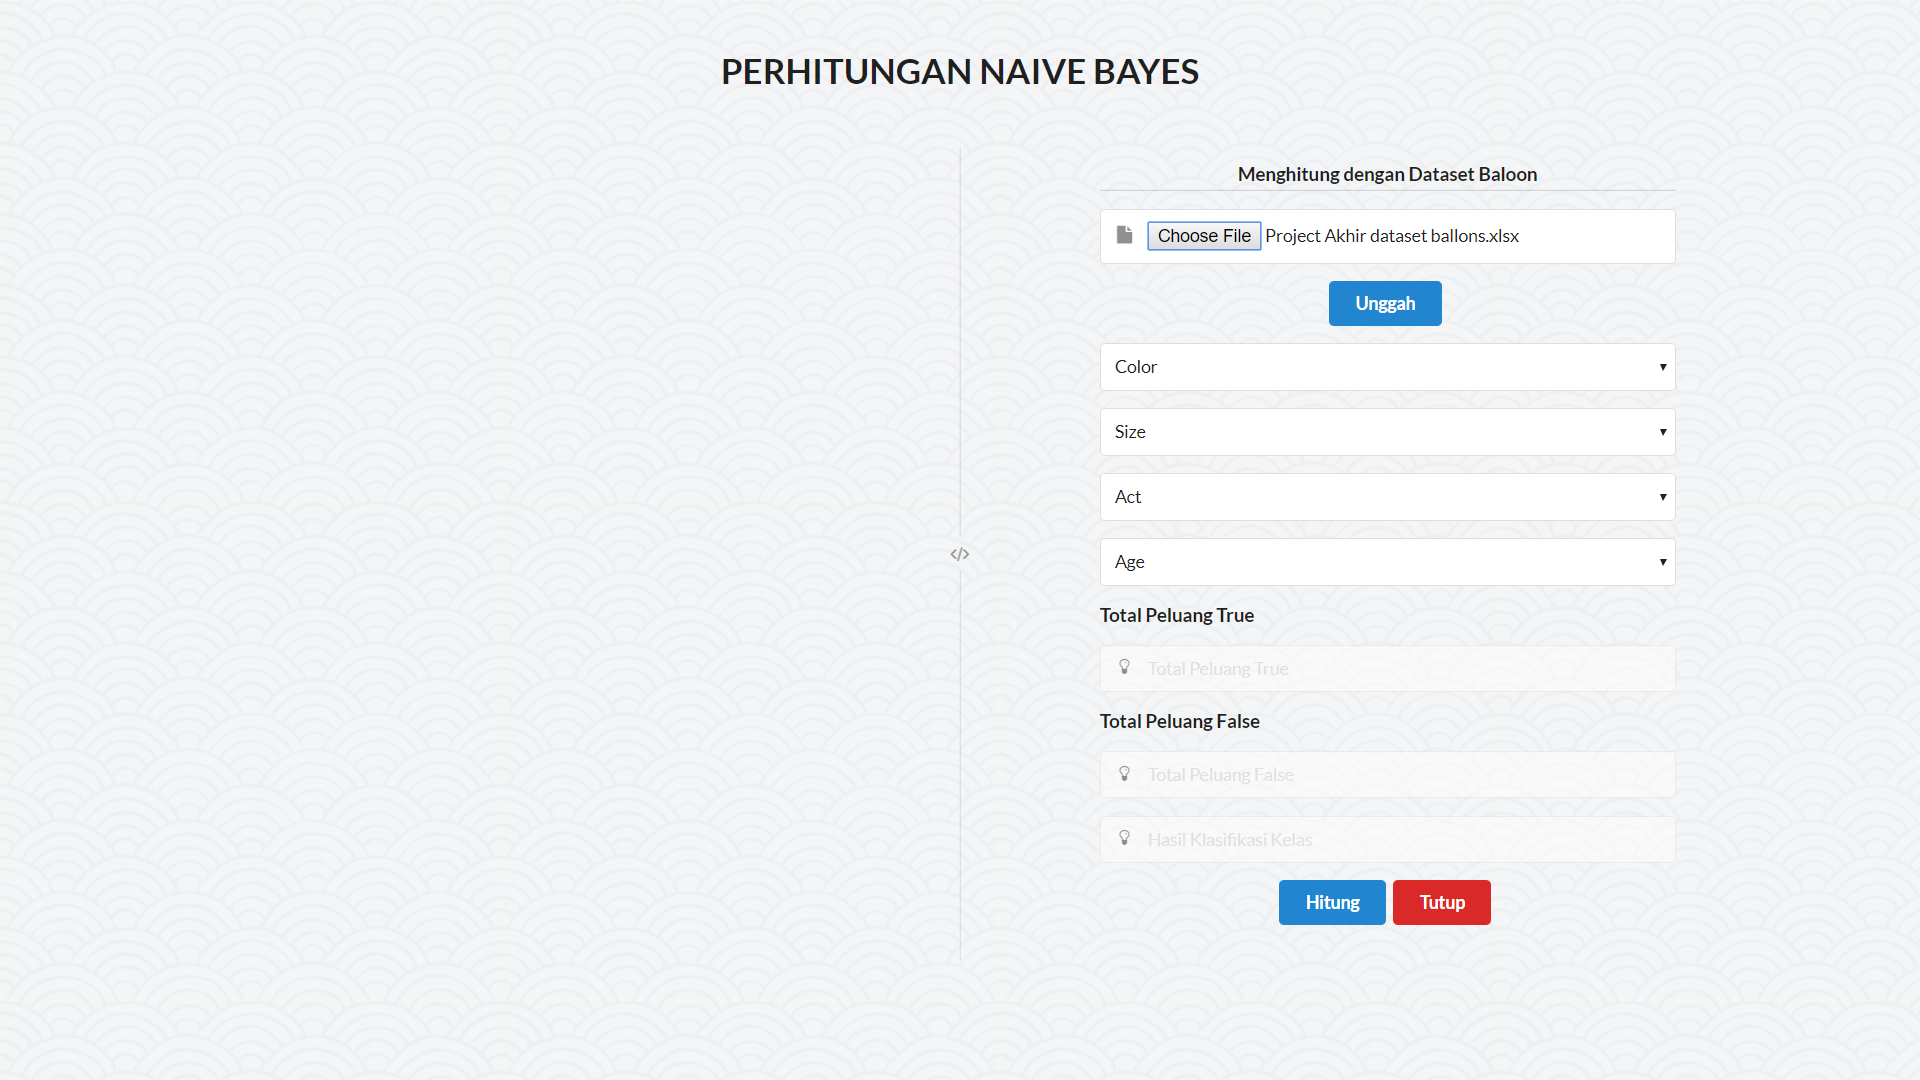 PERHITUNGAN NAIVE BAYES
Menghitung dengan Dataset Baloon
Choose File Project Akhir dataset ballons.xlsx
Unggah
Color
Size
Act
Age
Total Peluang True
Total Peluang True
Total Peluang False
Total Peluang False
Hasil Klasifikasi Kelas
Hitung Tutup